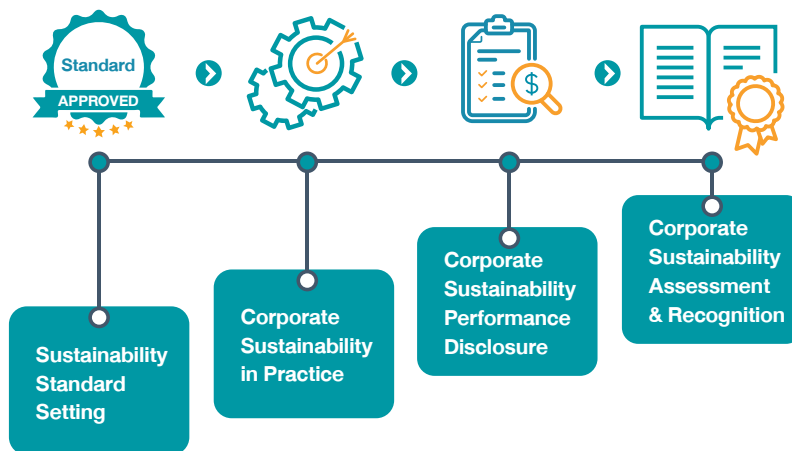 Standard
APPROVED
$
Sustainability
Standard
Setting
Corporate
Sustainability
in Practice
Corporate
Sustainability
Performance
Disclosure
Corporate
Sustainability
Assessment
& Recognition